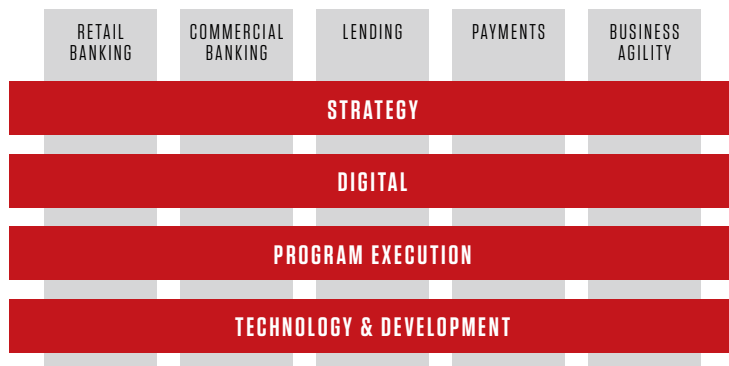 RETAIL
BANKING
COMMERCIAL
BANKING
LENDING
PAYMENTS
BUSINESS
AGILITY
STRATEGY
DIGITAL
PROGRAM EXECUTION
TECHNOLOGY & DEVELOPMENT